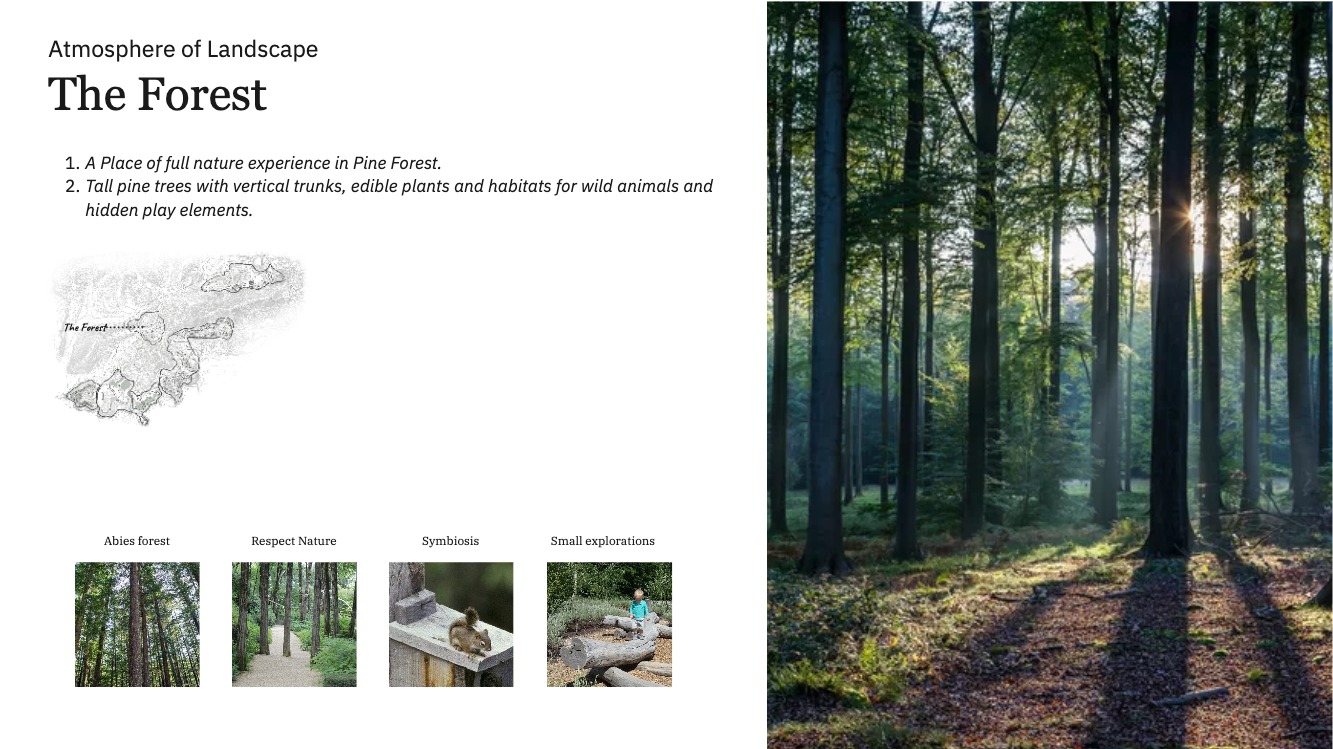 Atmosphere of Landscape
The Forest
1. A Place of full nature experience in Pine Forest.
2. Tall pine trees with vertical trunks, edible plants and habitats for wild animals and
hidden play elements.
The Forest
Abies forest
Respect Nature
Symbiosis
Small explorations